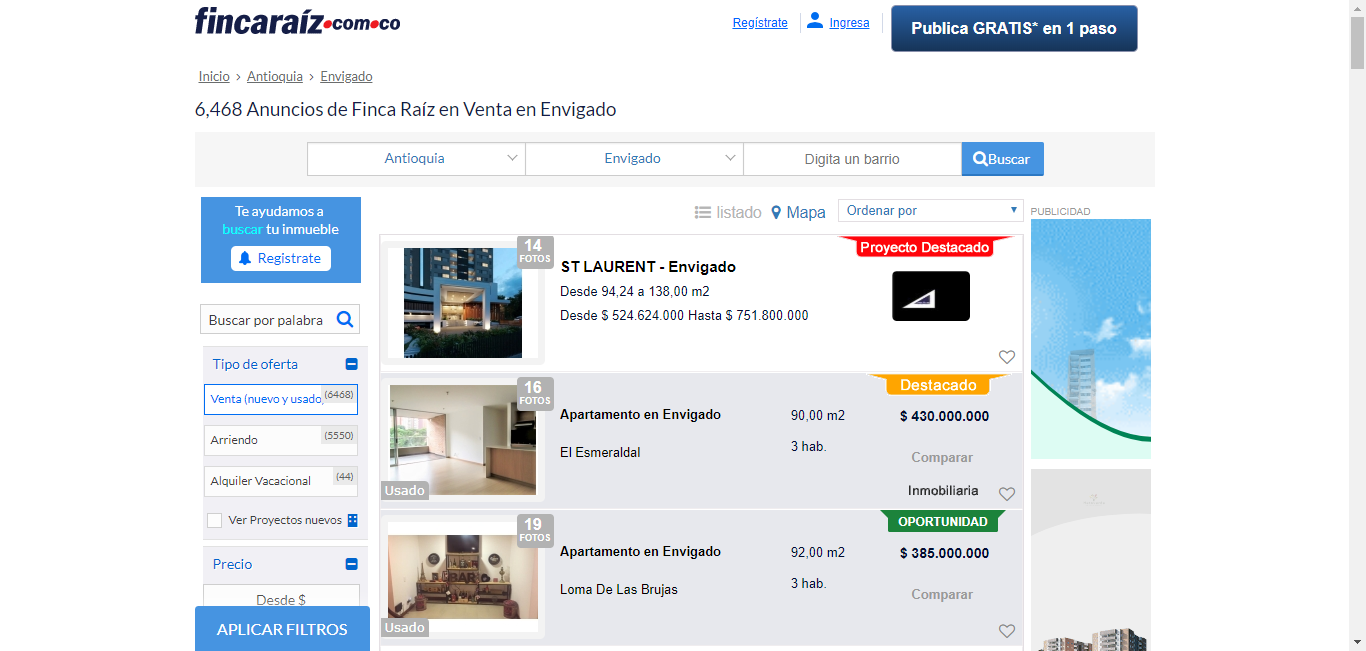 fincaraíz.com.co
Regístrate
Ingresa
Publica GRATIS* en 1 paso
Inicio › Antioquia › Envigado
6,468 Anuncios de Finca Raíz en Venta en Envigado
Antioquia
Envigado
Digita un barrio
Buscar
Te ayudamos a
buscar tu inmueble
Registrate
Buscar por palabra
Tipo de oferta
Venta (nuevo y usado) (6468)
Arriendo (5550)
Alquiler Vacacional (44)
Ver Proyectos nuevos
Precio
Desde $
APLICAR FILTROS
listado
Mapa
Ordenar por
14
FOTOS
ST LAURENT - Envigado
Desde 94,24 a 138,00 m2
Desde $ 524.624.000 Hasta $ 751.800.000
Proyecto Destacado
16
FOTOS
Usado
Apartamento en Envigado
El Esmeraldal
90,00 m2
3 hab.
Destacado
$ 430.000.000
Comparar
Inmobiliaria
19
FOTOS
BAR
Usado
Apartamento en Envigado
Loma De Las Brujas
92,00 m2
3 hab.
OPORTUNIDAD
$ 385.000.000
Comparar
PUBLICIDAD